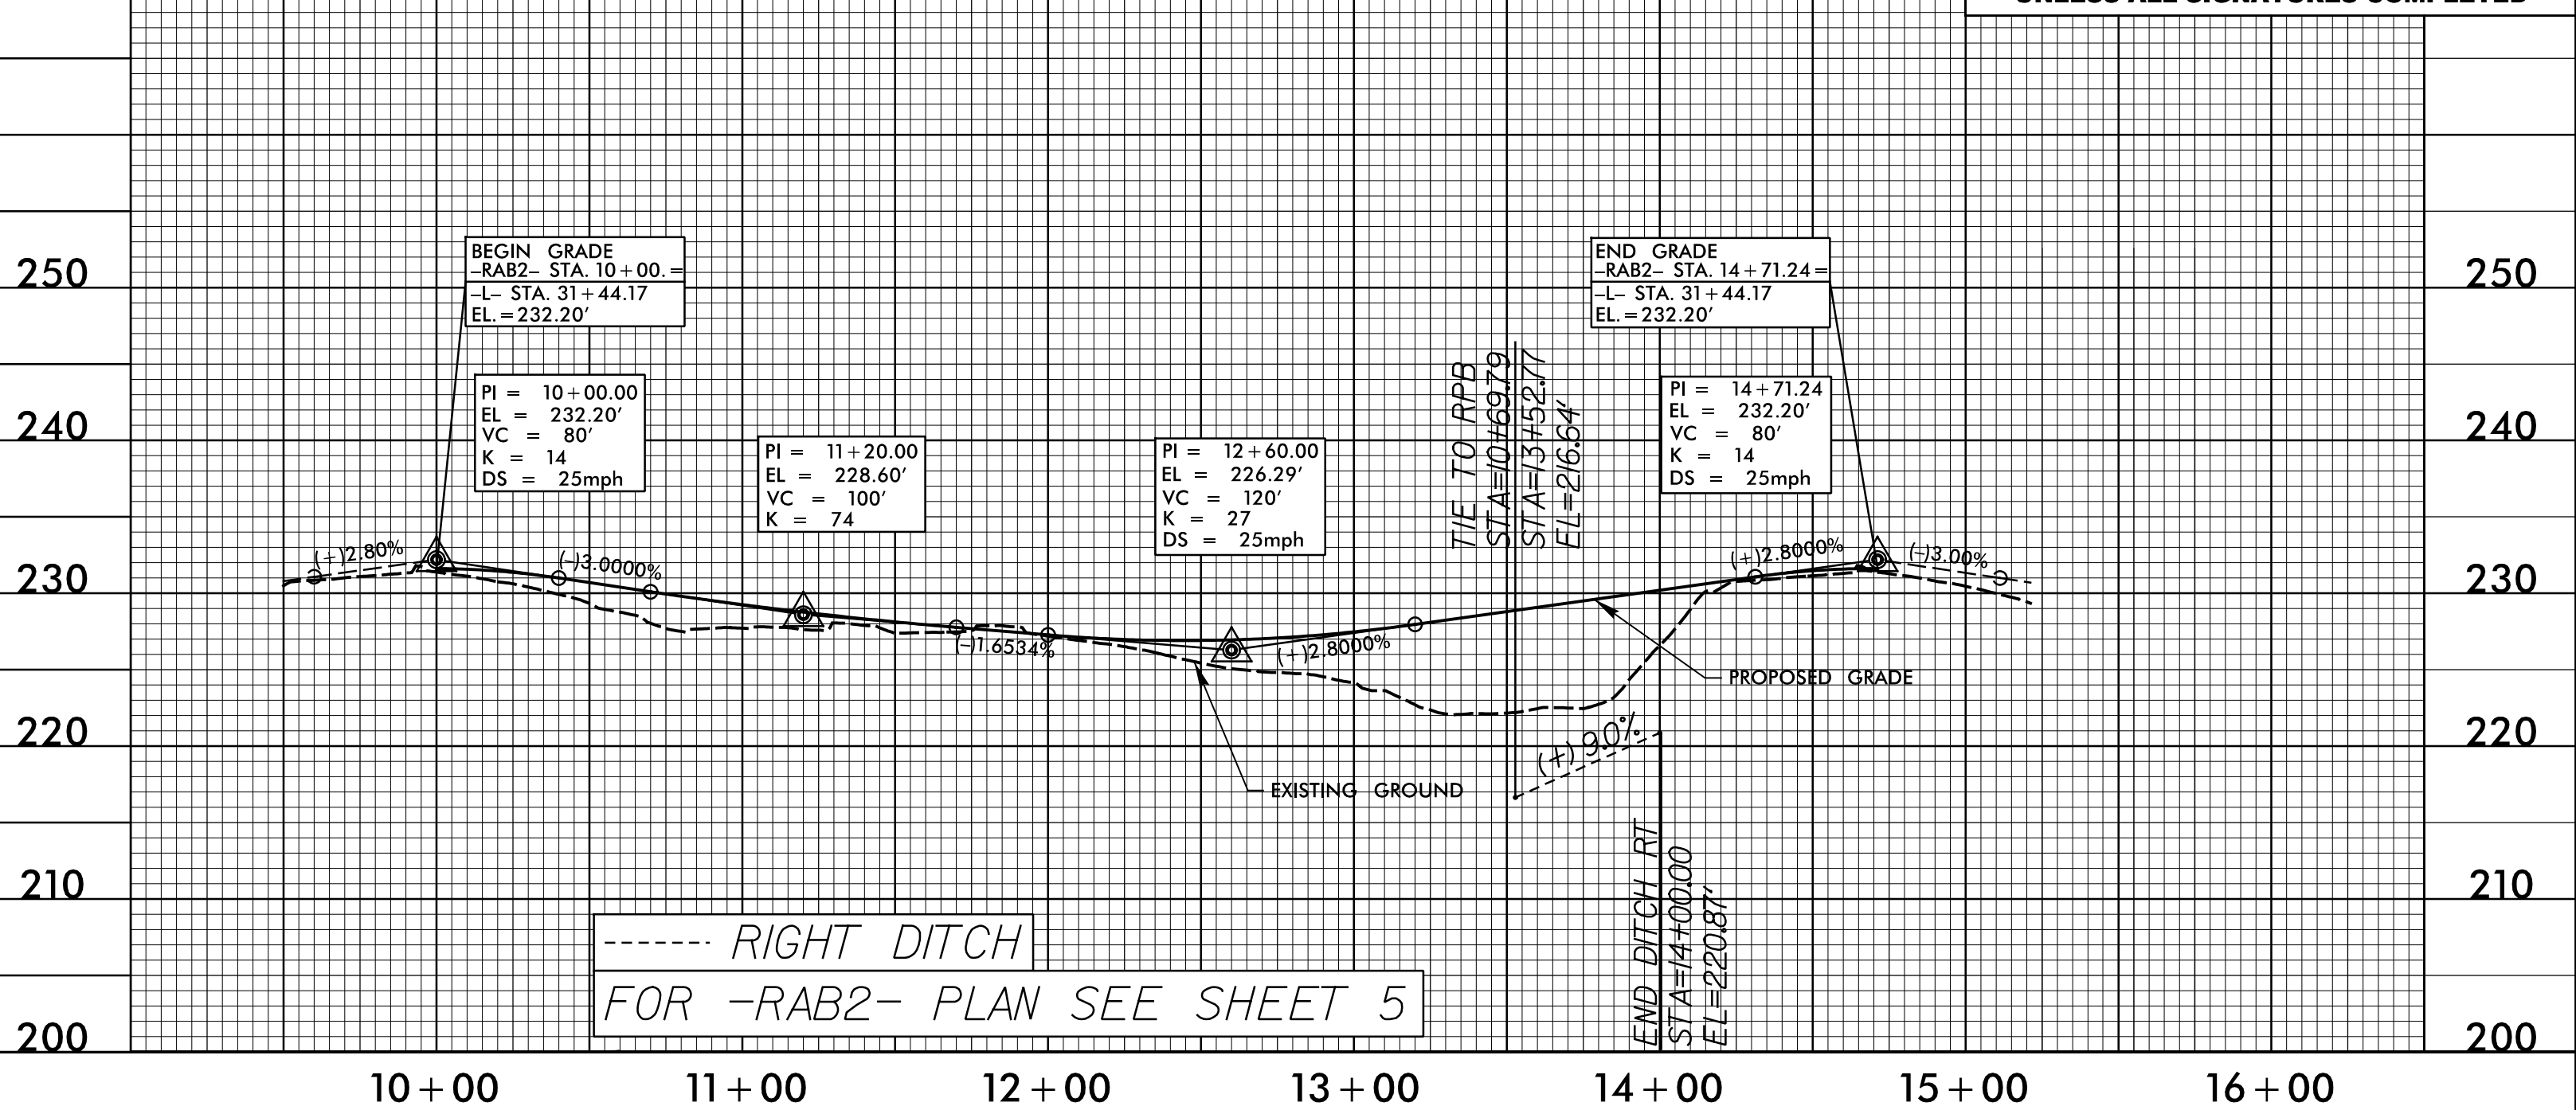 UNLESS ALL SIGNATURES COMPLETED
BEGIN GRADE
-RAB2- STA. 10+00. =
-L- STA. 31+44.17
EL. = 232.20'
END GRADE
-RAB2- STA. 14+71.24 =
-L- STA. 31+44.17
EL. = 232.20'
250
250
PI = 10+00.00
EL = 232.20'
VC = 80'
K = 14
DS = 25mph
PI = 11+20.00
EL = 228.60'
VC = 100'
K = 74
PI = 12+60.00
EL = 226.29'
VC = 120'
K = 27
DS = 25mph
TIE TO RPB
STA=10+69.79
STA=13+52.77
EL=216.64'
PI = 14+71.24
EL = 232.20'
VC = 80'
K = 14
DS = 25mph
240
240
(+)2.80%
(-)3.0000%
(-)1.6534%
(+)2.8000%
(+)2.8000%
(-)3.00%
230
230
PROPOSED GRADE
220
220
(+) 9.0%
EXISTING GROUND
END DITCH RT
STA=14+00.00
EL=220.87'
210
210
RIGHT DITCH
FOR -RAB2- PLAN SEE SHEET 5
200
200
10+00
11+00
12+00
13+00
14+00
15+00
16+00